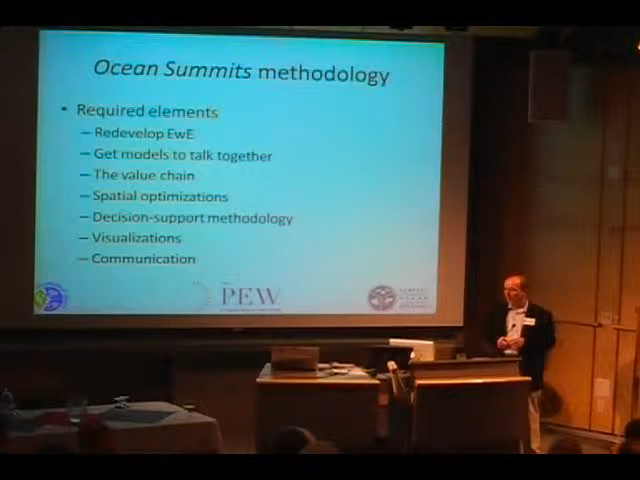 Ocean Summits methodology
• Required elements
– Redevelop EwE
– Get models to talk together
– The value chain
– Spatial optimizations
– Decision-support methodology
– Visualizations
– Communication
PEW